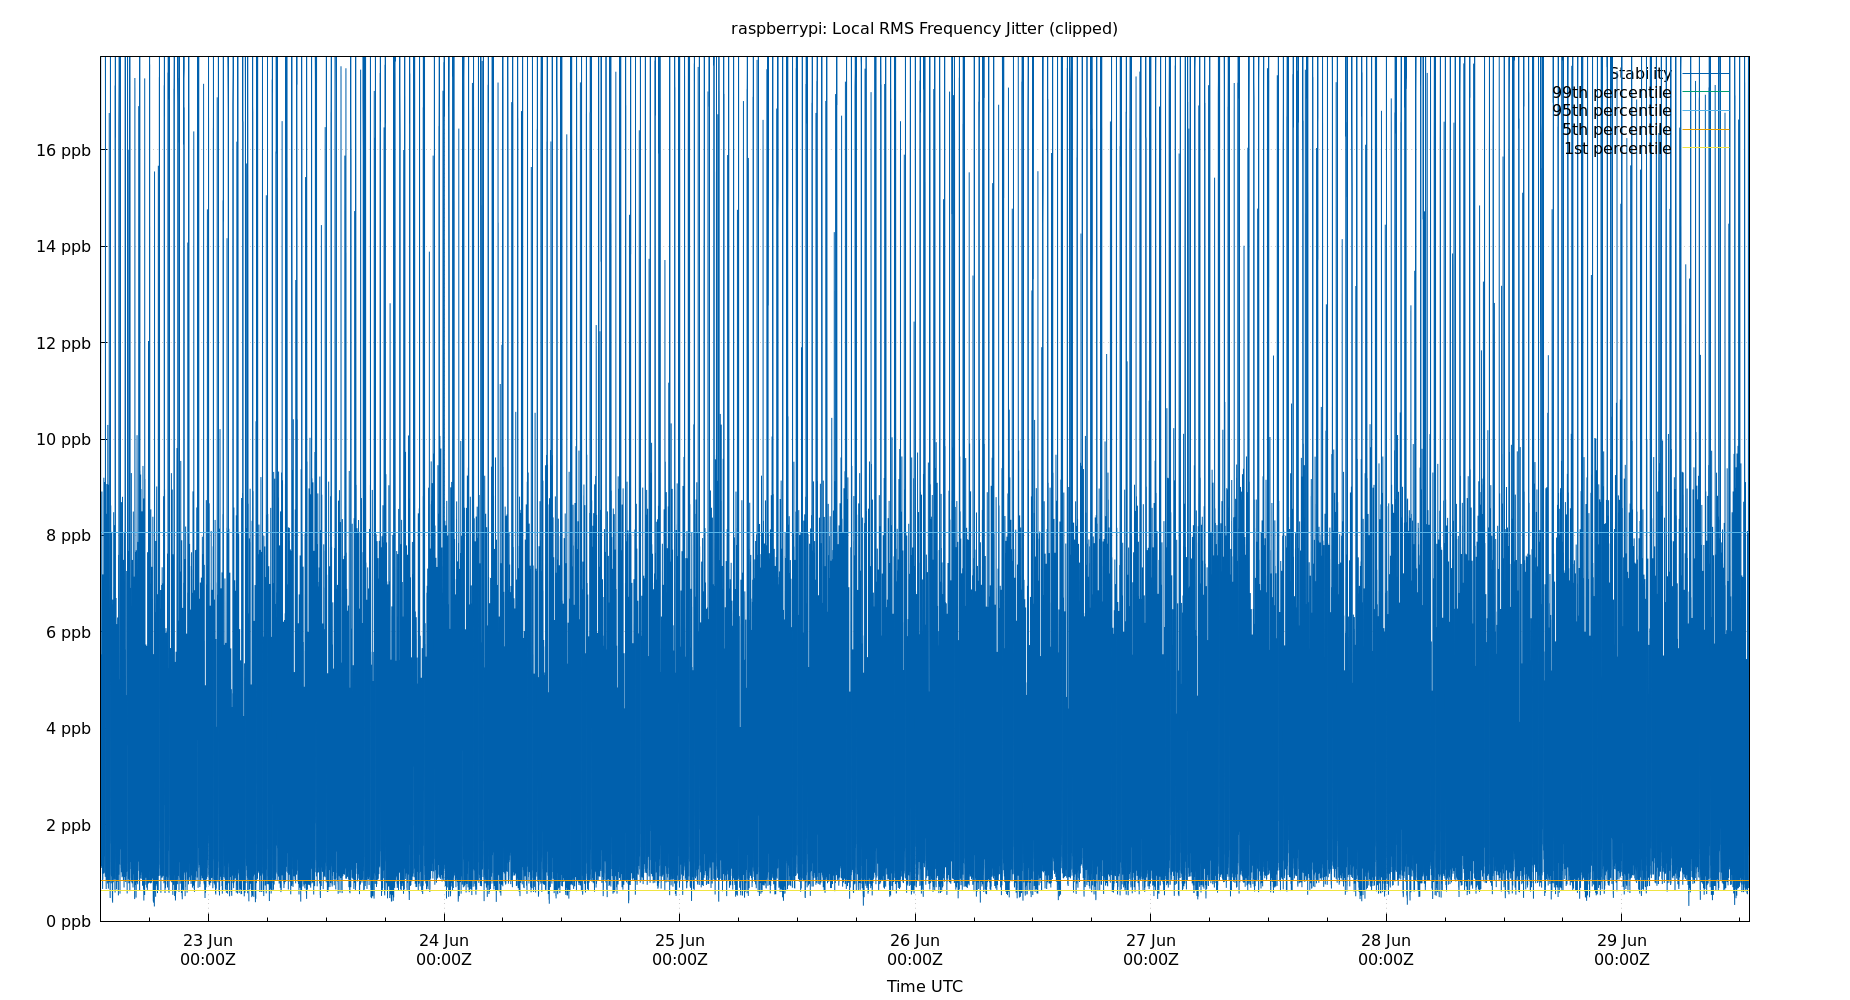 raspberrypi: Local RMS Frequency Jitter (clipped)
Stability
99th percentile
95th percentile
5th percentile
1st percentile
16 ppb
14 ppb
12 ppb
10 ppb
8 ppb
6 ppb
4 ppb
2 ppb
0 ppb
23 Jun 24 Jun 25 Jun 26 Jun 27 Jun 28 Jun 29 Jun
00:00Z 00:00Z 00:00Z 00:00Z 00:00Z 00:00Z 00:00Z
Time UTC